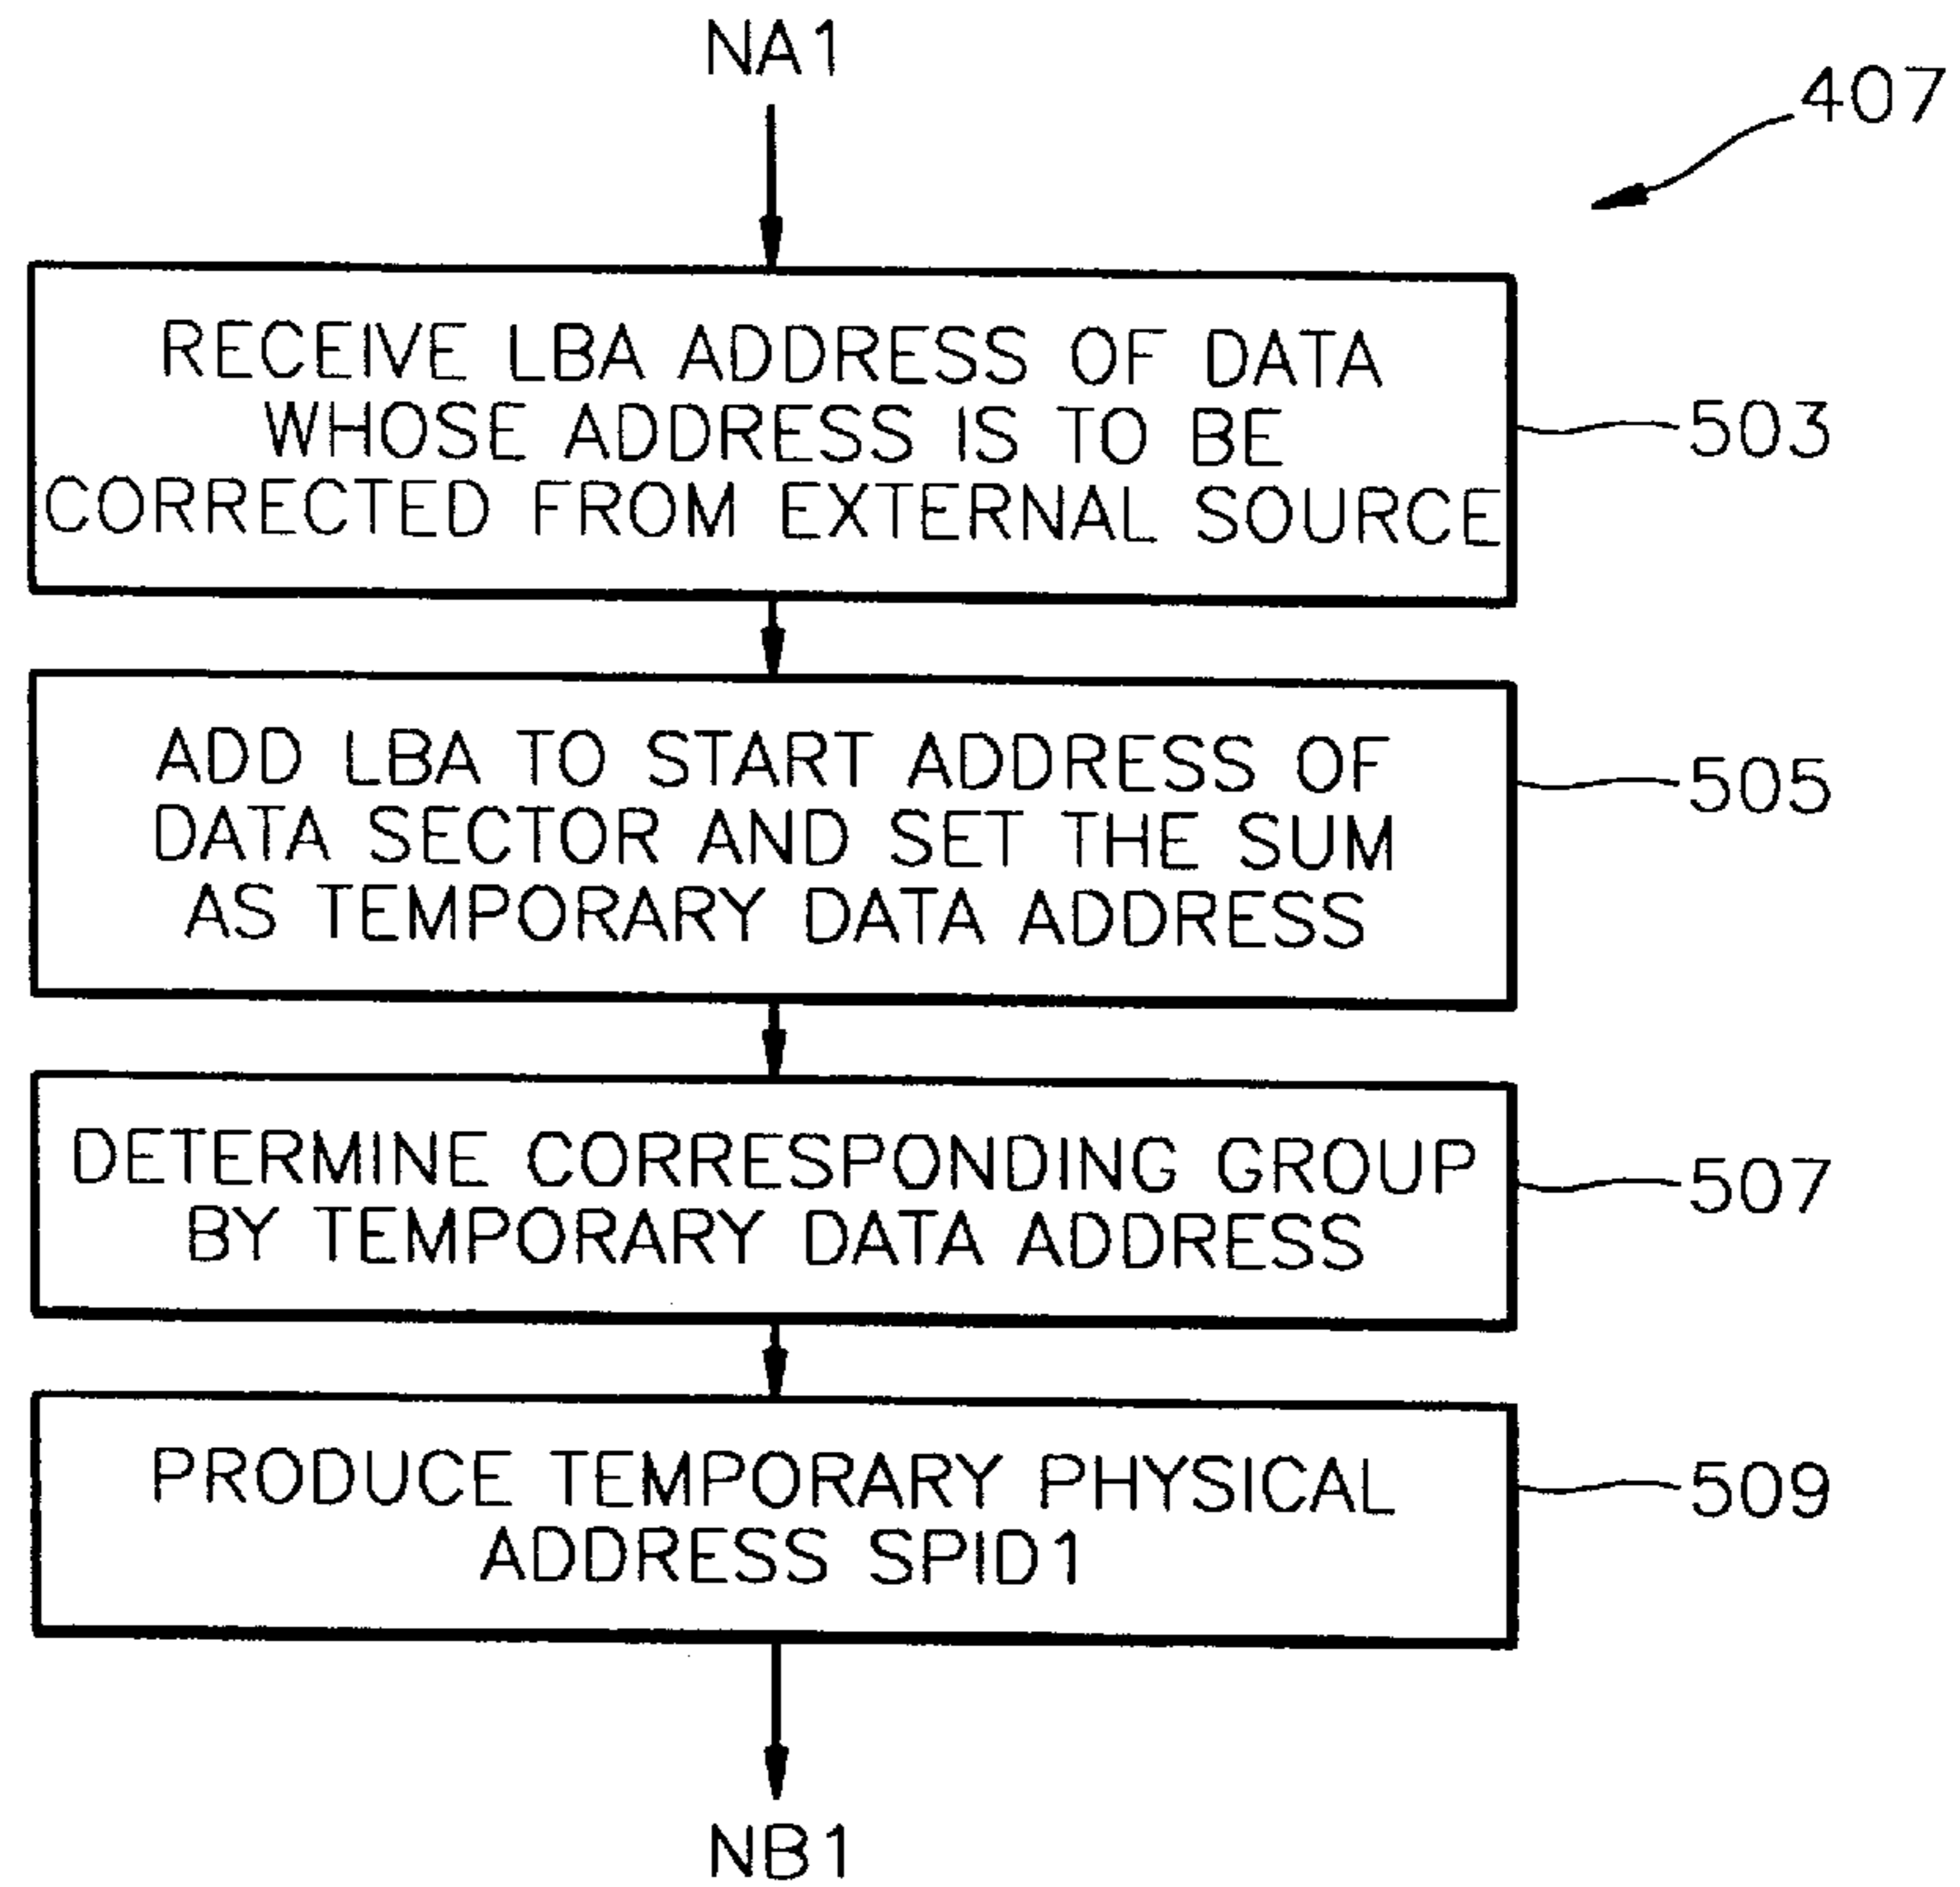 NA1
407
RECEIVE LBA ADDRESS OF DATA
WHOSE ADDRESS IS TO BE
CORRECTED FROM EXTERNAL SOURCE
503
ADD LBA TO START ADDRESS OF
DATA SECTOR AND SET THE SUM
AS TEMPORARY DATA ADDRESS
505
DETERMINE CORRESPONDING GROUP
BY TEMPORARY DATA ADDRESS
507
PRODUCE TEMPORARY PHYSICAL
ADDRESS SPID1
509
NB1